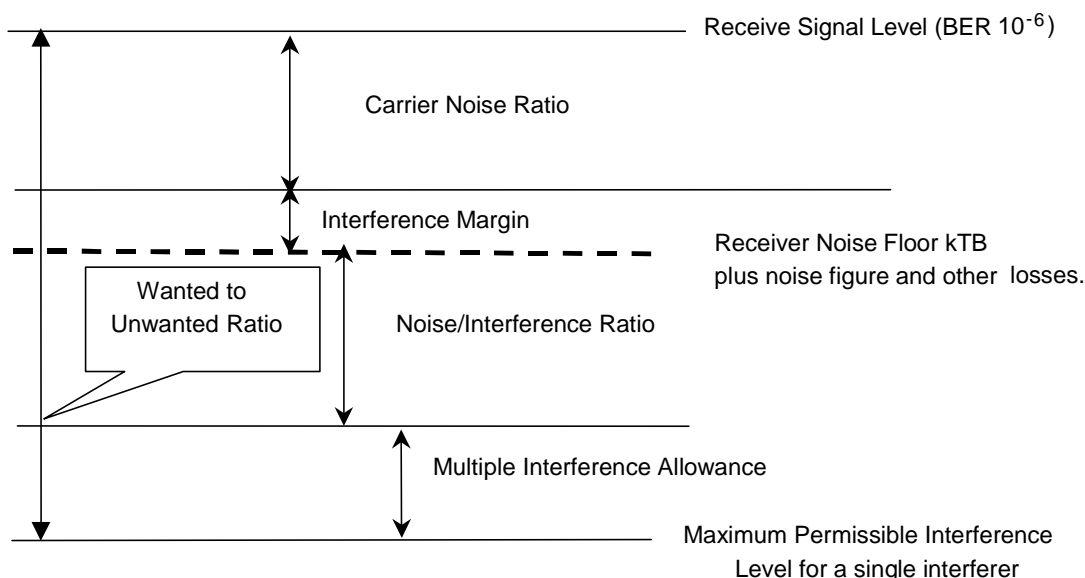 Receive Signal Level (BER 10-6)
Carrier Noise Ratio
Interference Margin
Receiver Noise Floor kTB
plus noise figure and other losses.
Wanted to
Unwanted Ratio
Noise/Interference Ratio
Multiple Interference Allowance
Maximum Permissible Interference
Level for a single interferer